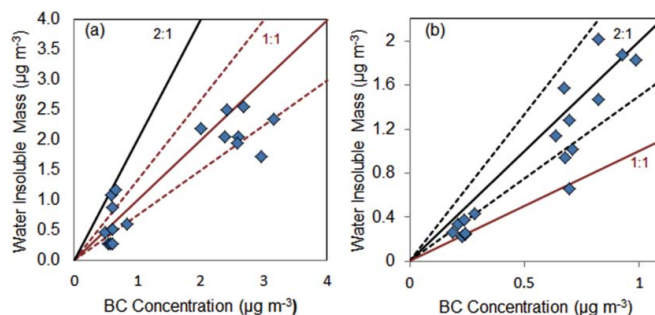 (a)
2:1
1:1
4.0
3.5
3.0
2.5
2.0
1.5
1.0
0.5
0.0
Water Insoluble Mass (µg m-3)
0 1 2 3 4
BC Concentration (µg m-3)
(b)
2:1
1:1
2
1.6
1.2
0.8
0.4
0
Water Insoluble Mass (µg m-3)
0 0.5 1
BC Concentration (µg m-3)